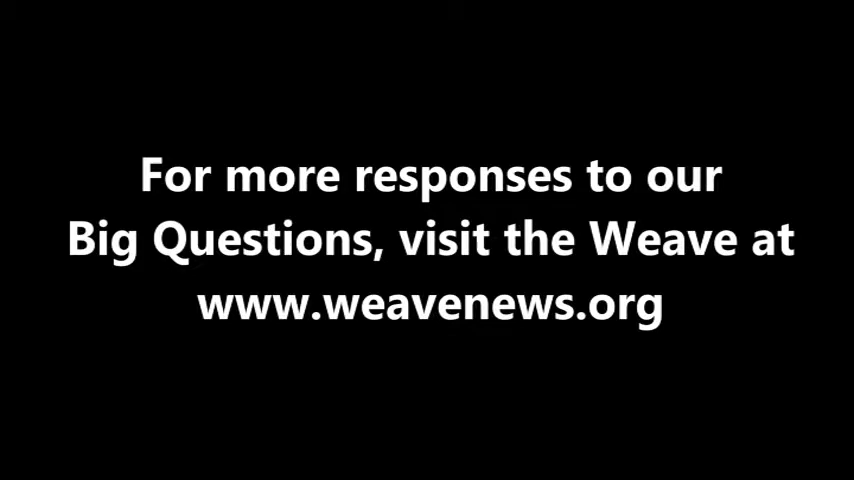 For more responses to our
Big Questions, visit the Weave at
www.weavenews.org